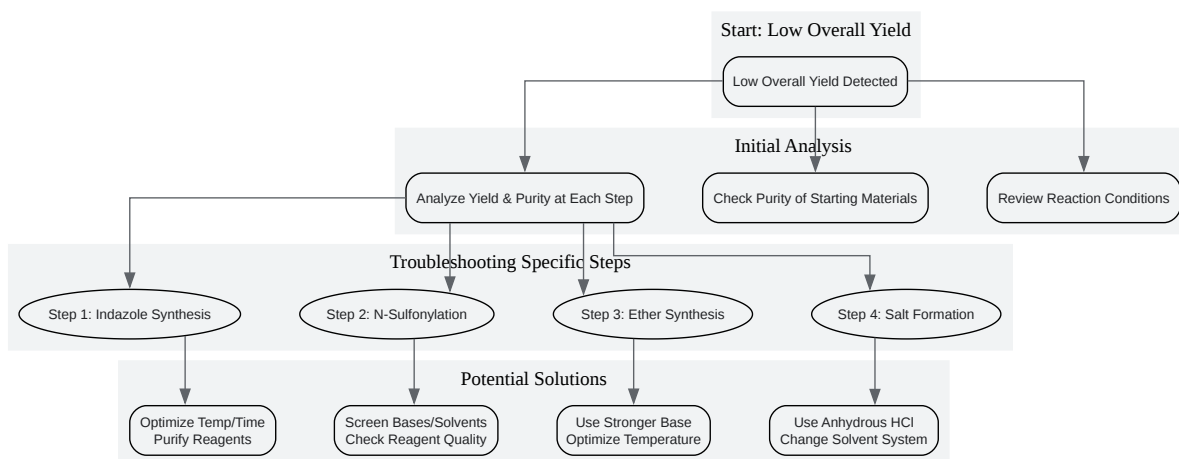 Start: Low Overall Yield
Low Overall Yield Detected
Initial Analysis
Analyze Yield & Purity at Each Step
Check Purity of Starting Materials
Review Reaction Conditions
Troubleshooting Specific Steps
Step 1: Indazole Synthesis
Step 2: N-Sulfonylation
Step 3: Ether Synthesis
Step 4: Salt Formation
Potential Solutions
Optimize Temp/Time
Purify Reagents
Screen Bases/Solvents
Check Reagent Quality
Use Stronger Base
Optimize Temperature
Use Anhydrous HCl
Change Solvent System